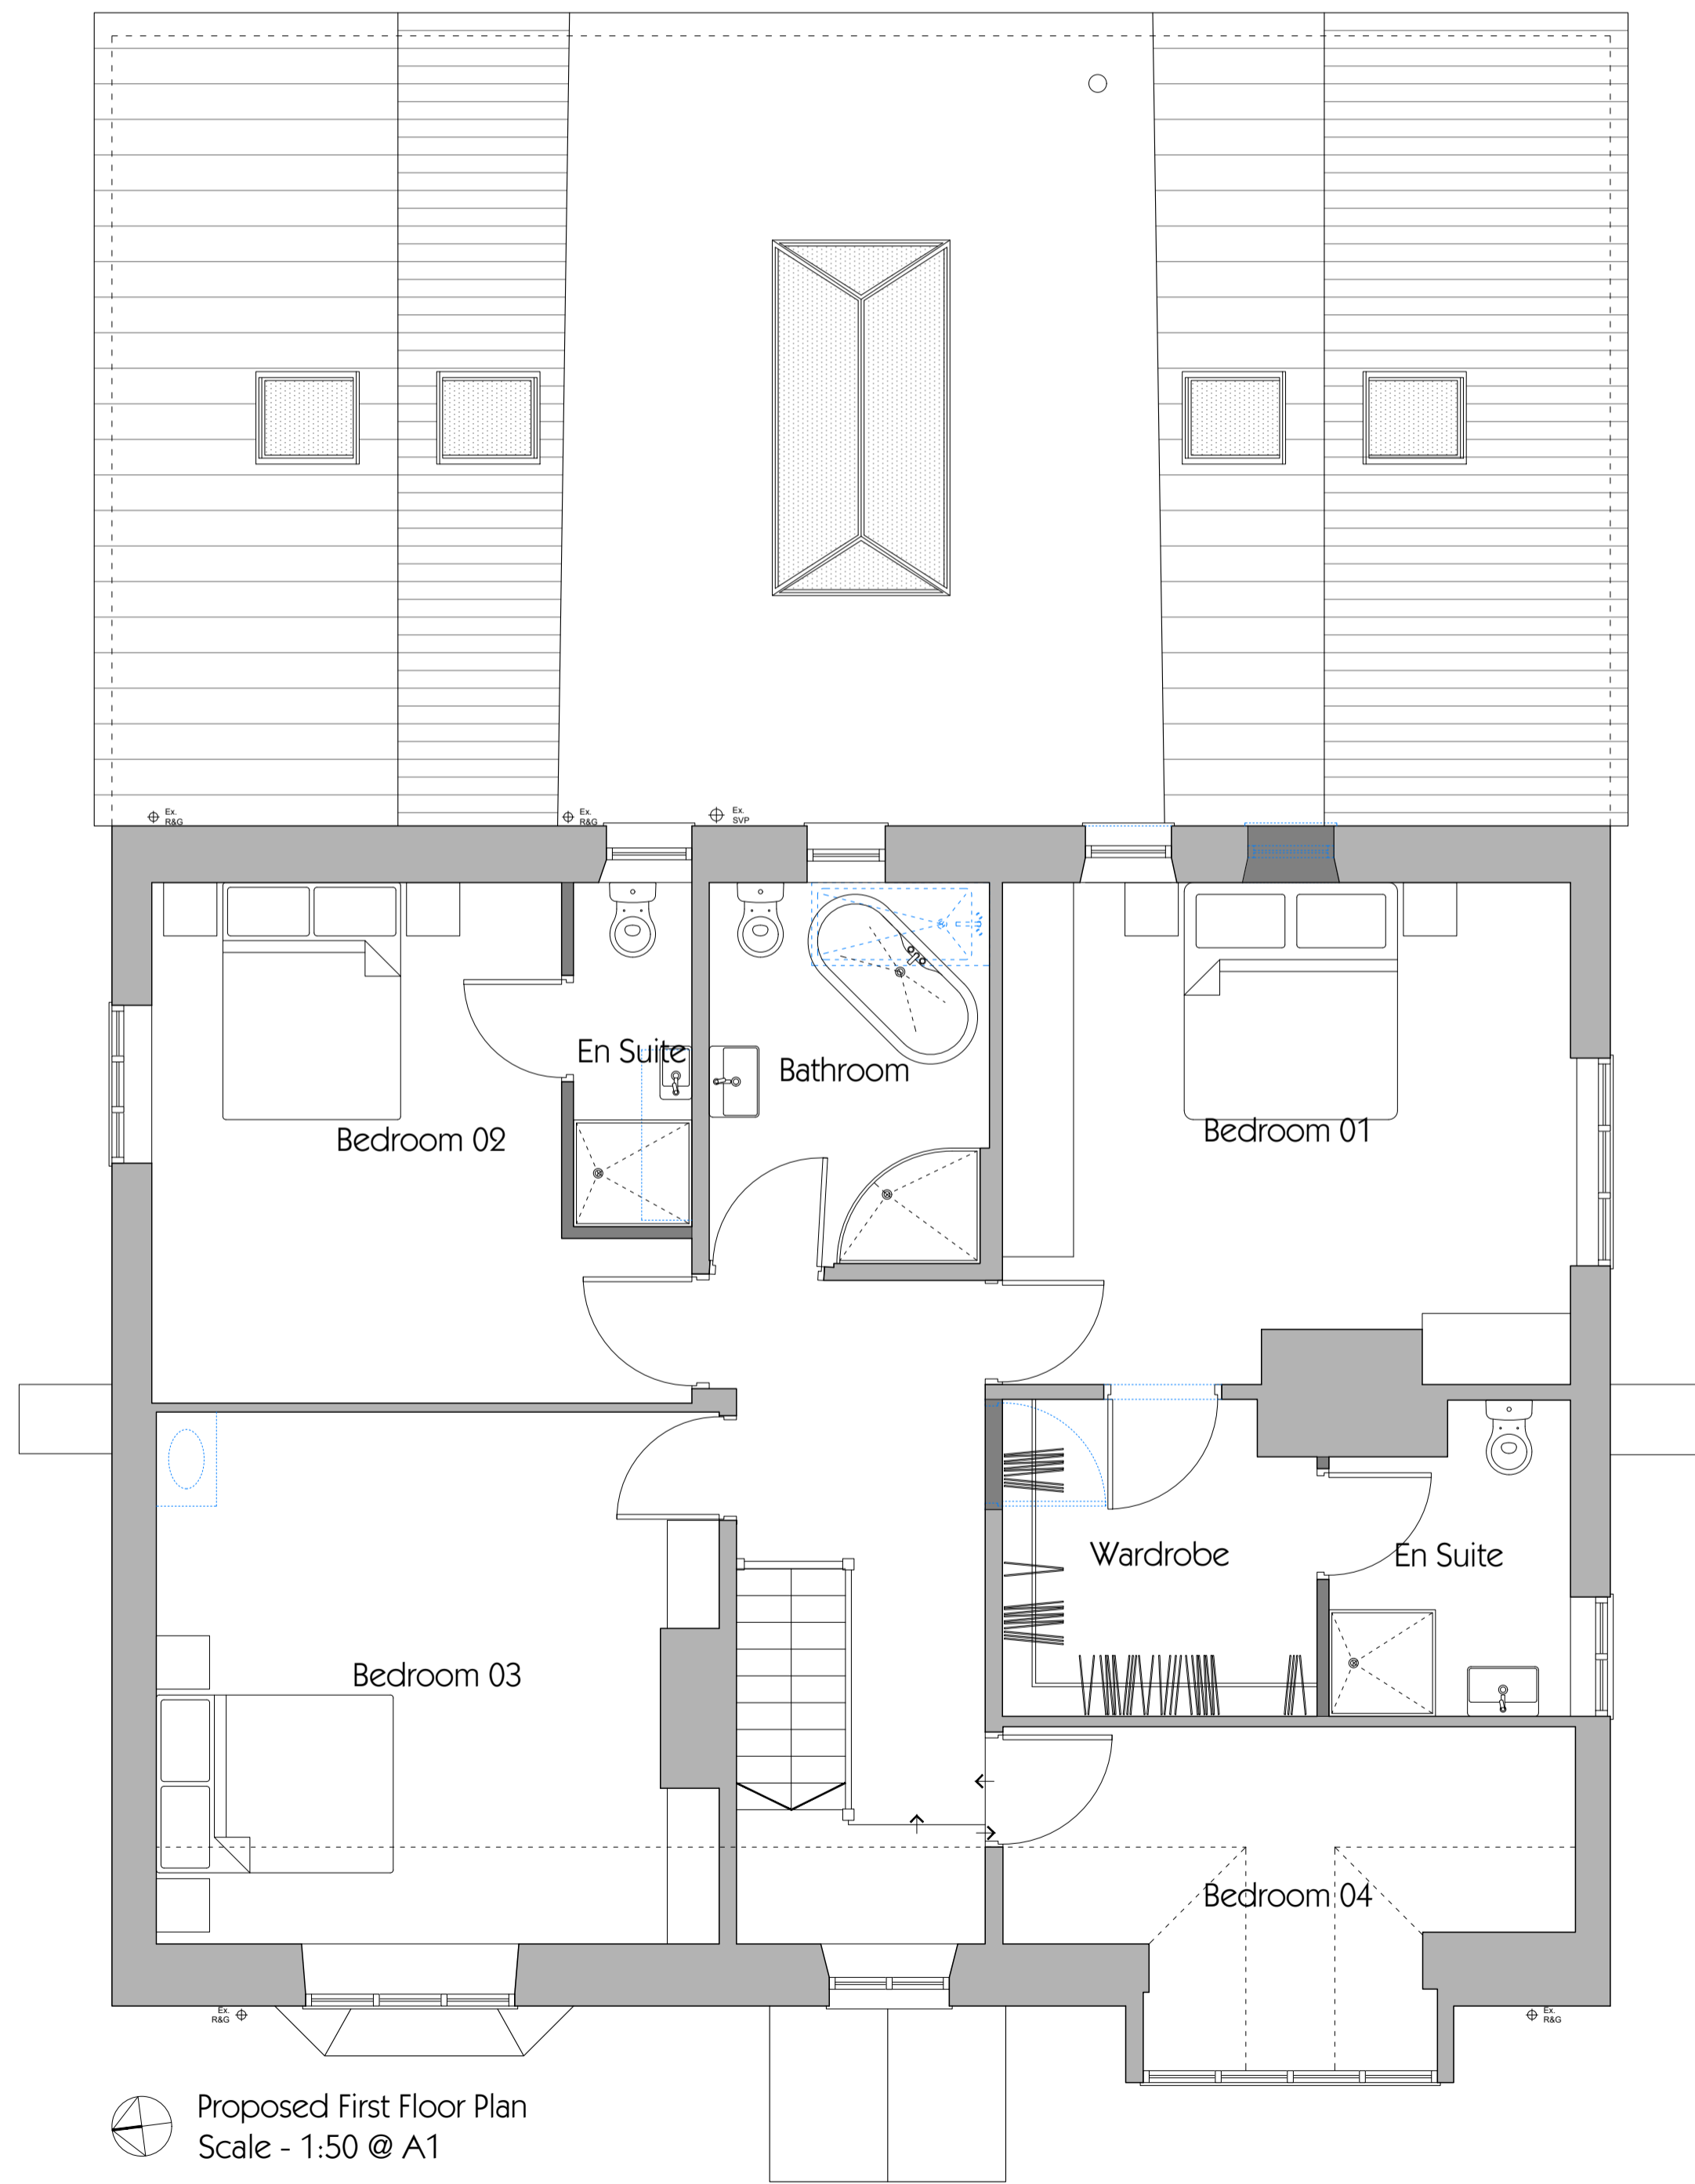 Ex.
R&G
Ex.
R&G
Ex.
SVP
En Suite
Bathroom
Bedroom 02
Bedroom 01
Wardrobe
En Suite
Bedroom 03
Bedroom 04
Ex.
R&G
Ex.
R&G
Proposed First Floor Plan
Scale - 1:50 @ A1